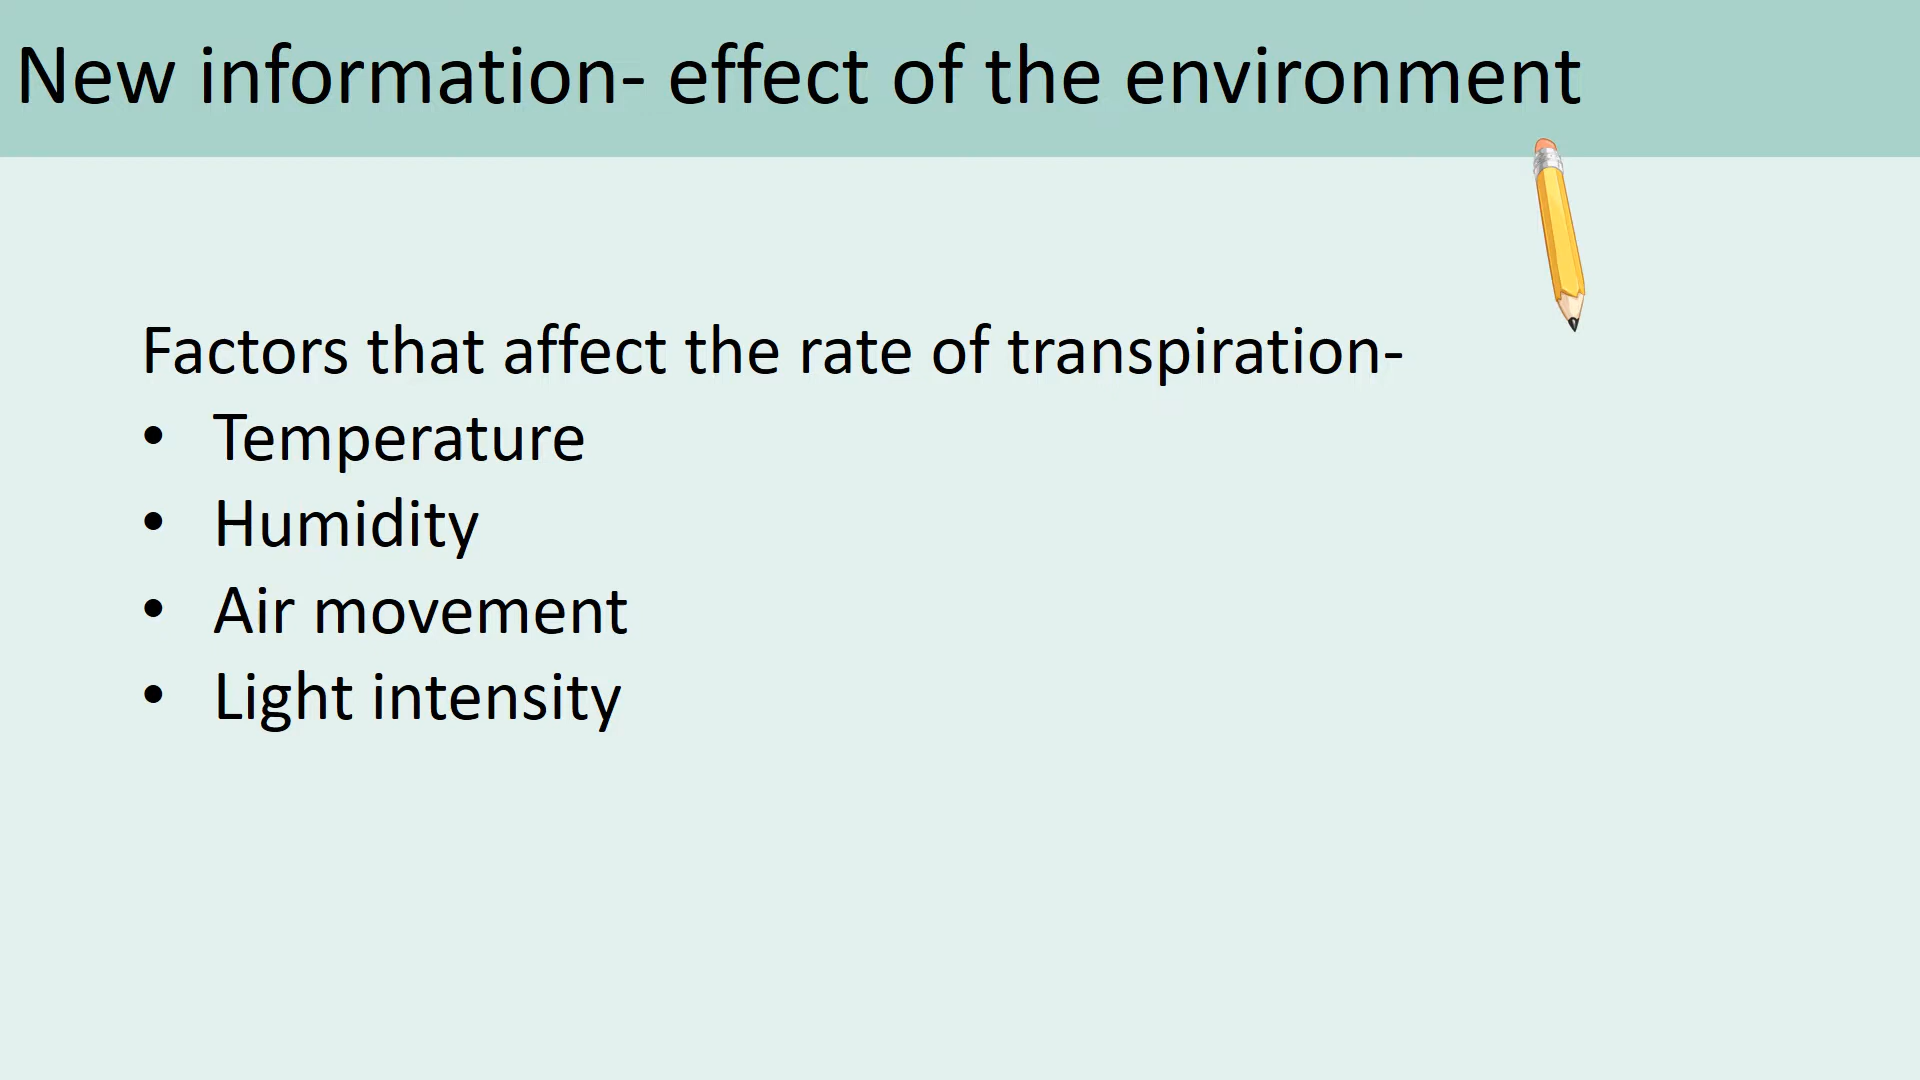 New information- effect of the environment
Factors that affect the rate of transpiration-
• Temperature
• Humidity
• Air movement
• Light intensity